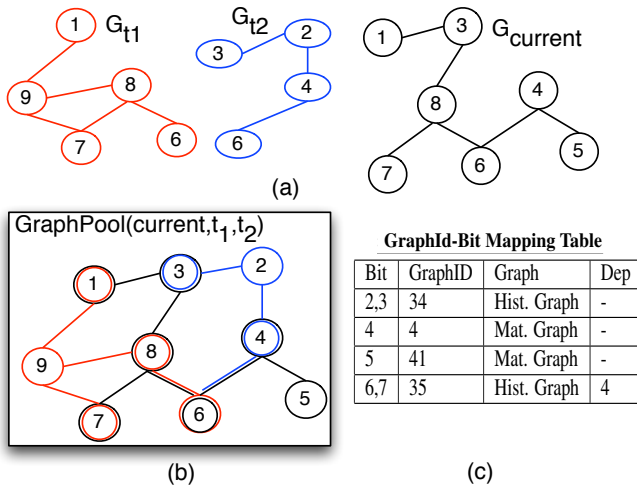 G_t1
1
9
8
7
6
G_t2
3
2
4
6
G_current
1
3
8
4
7
6
5
(a)
GraphPool(current,t_1,t_2)
1
3
2
9
8
4
7
6
5
(b)
GraphId-Bit Mapping Table
Bit GraphID Graph Dep
2,3 34 Hist. Graph -
4 4 Mat. Graph -
5 41 Mat. Graph -
6,7 35 Hist. Graph 4
(c)